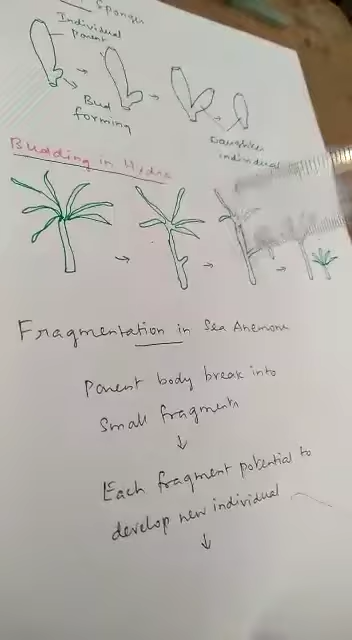 Sponges
Individual
Parent
Bud
forming
Daughter
individual
Budding in Hydra
Fragmentation in Sea Anemone
Parent body break into
Small fragments
Each fragment potential to
develop new individual